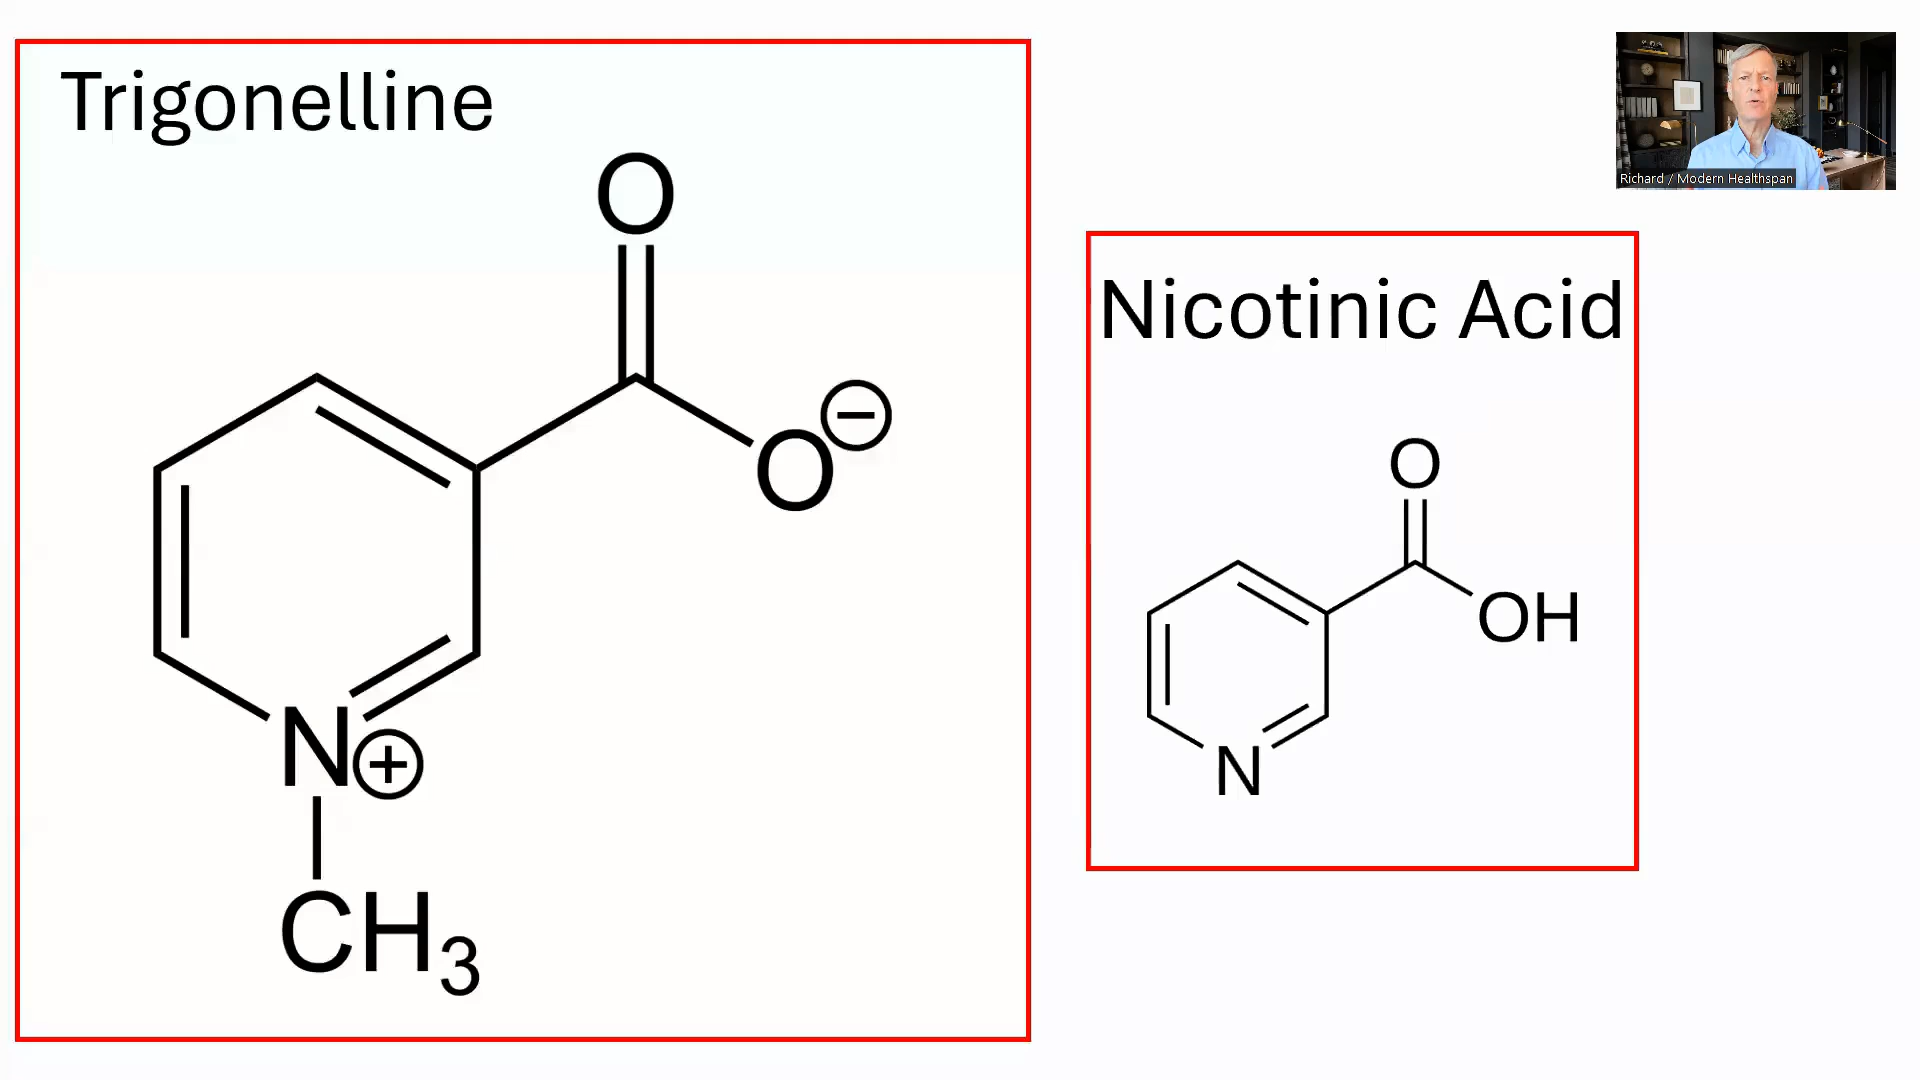 Trigonelline
O
O⊖
N⊕
CH₃
Nicotinic Acid
O
OH
N
Richard / Modern Healthspan